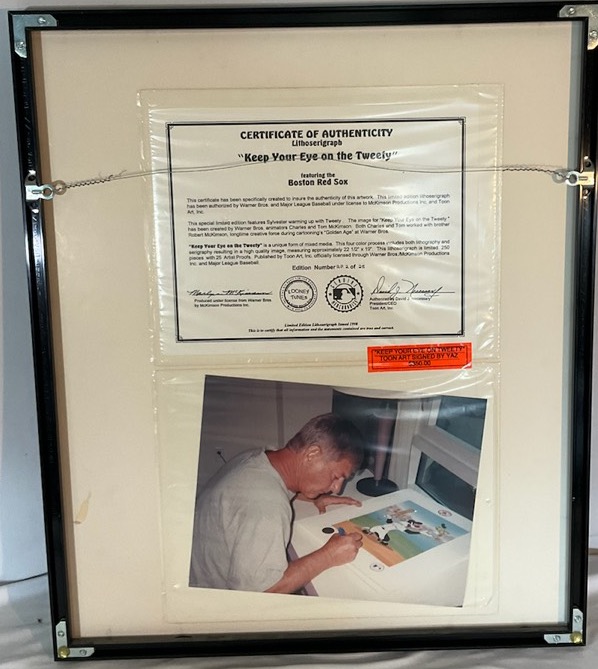 CERTIFICATE OF AUTHENTICITY
Lithoserigraph
"Keep Your Eye on the Tweety"
featuring the
Boston Red Sox
This certificate has been specifically created to insure the authenticity of this artwork. This limited edition lithoserigraph
has been authorized by Warner Bros. and Major League Baseball under license to McKimson Productions Inc. and Toon
Art, Inc.
This special limited edition features Sylvester warming up with Tweety. The image for "Keep Your Eye on the Tweety,"
has been created by Warner Bros. animators Charles and Tom McKimson. Both Charles and Tom worked with brother
Robert McKimson, longtime creative force during cartooning's "Golden Age" at Warner Bros.
"Keep Your Eye on the Tweety" is a unique form of mixed media. This four color process includes both lithography and
serigraphy resulting in a high quality image, measuring approximately 22 1/2" x 19". This lithoserigraph is limited 250
pieces with 25 Artist Proofs. Published by Toon Art, Inc. officially licensed through Warner Bros./McKimson Productions
Inc. and Major League Baseball.
Edition Number of 25
Produced under license from Warner Bros.
by McKimson Productions Inc.
LOONEY
TUNES
Authorized by David J.
President/CEO
Toon Art, Inc.
Limited Edition Lithoserigraph Issued 1998
This is to certify that all information and the statements contained are true and correct.
"KEEP YOUR EYE ON TWEETY"
TOON ART SIGNED BY YAZ